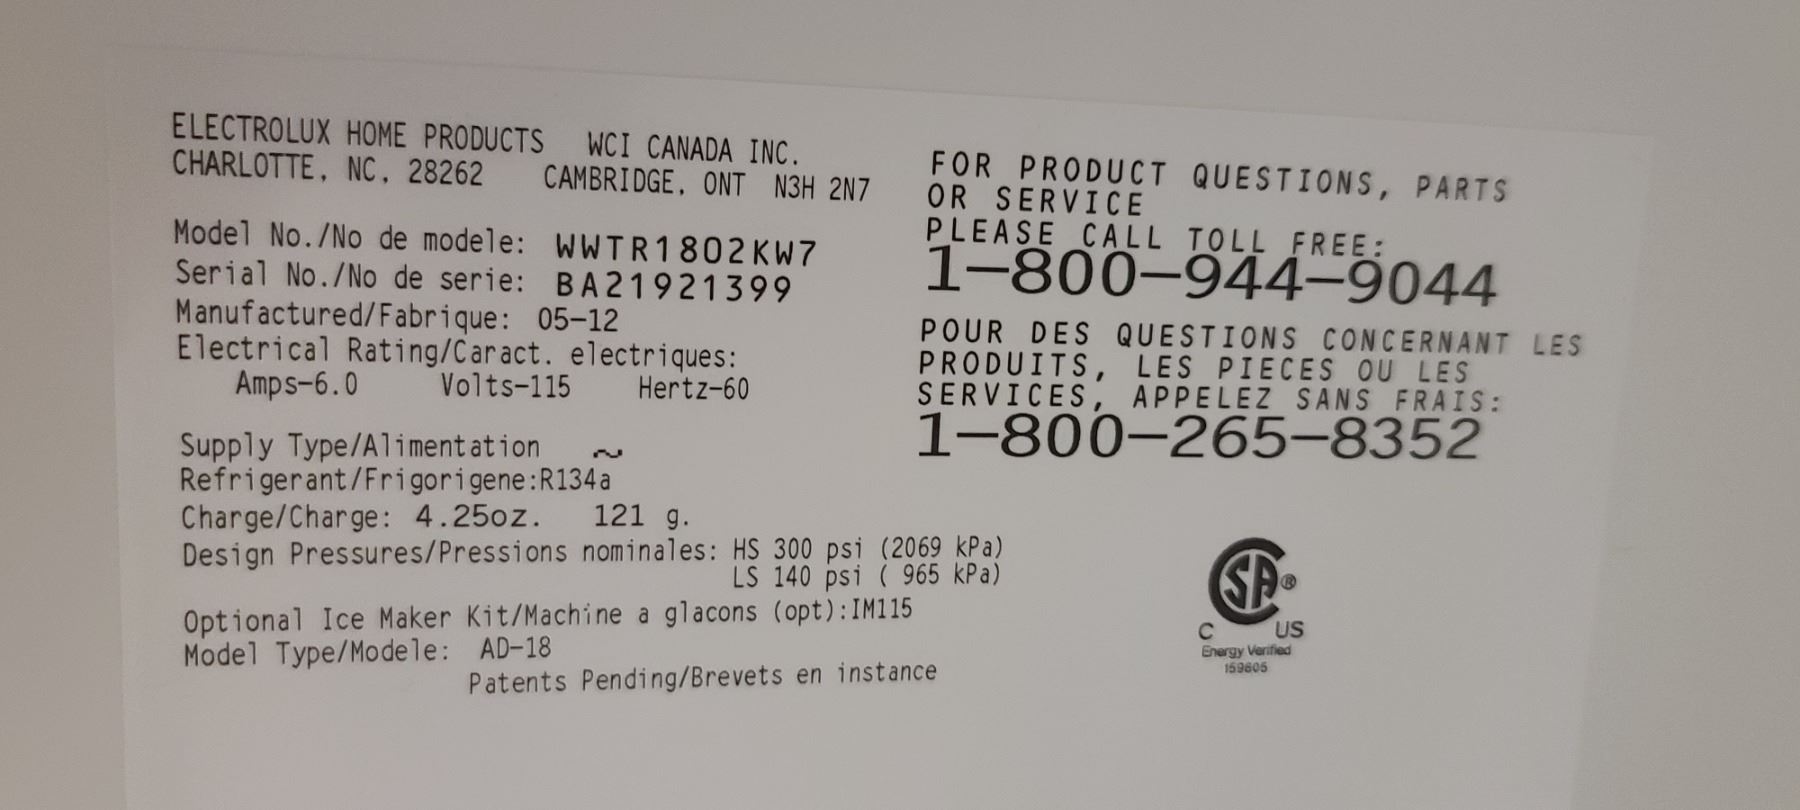 ELECTROLUX HOME PRODUCTS WCI CANADA INC.
CHARLOTTE, NC, 28262 CAMBRIDGE, ONT N3H 2N7
Model No./No de modele: WWTR1802KW7
Serial No./No de serie: BA21921399
Manufactured/Fabrique: 05-12
Electrical Rating/Caract. electriques:
Amps-6.0 Volts-115 Hertz-60
Supply Type/Alimentation ~
Refrigerant/Frigorigene:R134a
Charge/Charge: 4.25oz. 121 g.
Design Pressures/Pressions nominales: HS 300 psi (2069 kPa)
LS 140 psi ( 965 kPa)
Optional Ice Maker Kit/Machine a glacons (opt):IM115
Model Type/Modele: AD-18
Patents Pending/Brevets en instance
FOR PRODUCT QUESTIONS, PARTS
OR SERVICE
PLEASE CALL TOLL FREE:
1-800-944-9044
POUR DES QUESTIONS CONCERNANT LES
PRODUITS, LES PIECES OU LES
SERVICES, APPELEZ SANS FRAIS:
1-800-265-8352
CSA®
C US
Energy Verified
159605